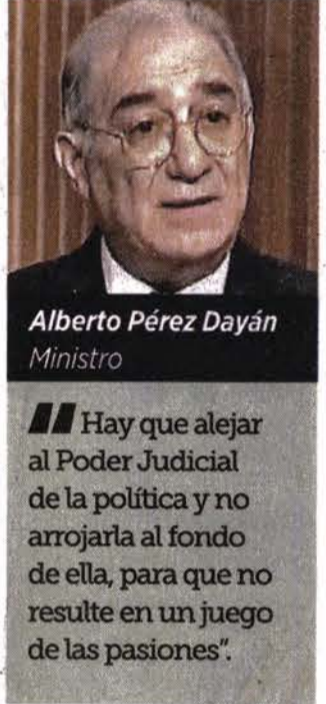 Alberto Pérez Dayán
Ministro
" Hay que alejar
al Poder Judicial
de la política y no
arrojarla al fondo
de ella, para que no
resulte en un juego
de las pasiones”.